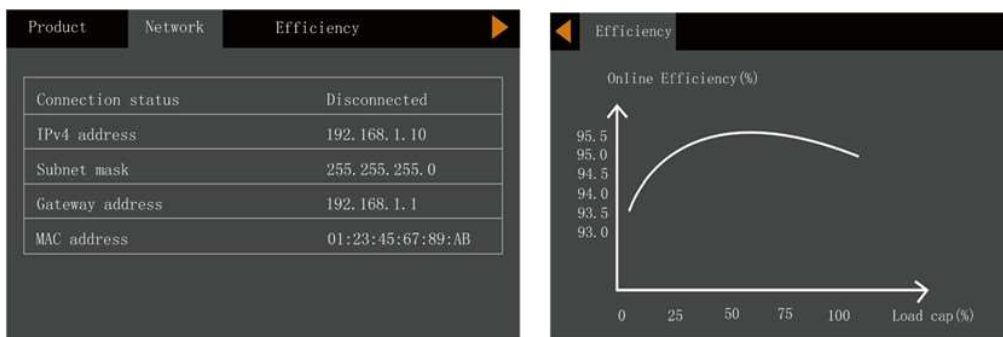 Product Network Efficiency
Connection status Disconnected
IPv4 address 192.168.1.10
Subnet mask 255.255.255.0
Gateway address 192.168.1.1
MAC address 01:23:45:67:89:AB
Efficiency
Online Efficiency(%)
95.5
95.0
94.5
94.0
93.5
93.0
0 25 50 75 100 Load cap(%)